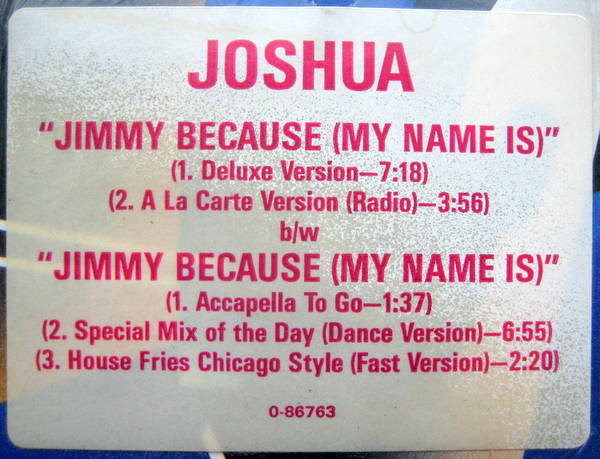 JOSHUA
"JIMMY BECAUSE (MY NAME IS)"
(1. Deluxe Version—7:18)
(2. A La Carte Version (Radio)—3:56)
b/w
"JIMMY BECAUSE (MY NAME IS)"
(1. Accapella To Go—1:37)
(2. Special Mix of the Day (Dance Version)—6:55)
(3. House Fries Chicago Style (Fast Version)—2:20)
0-86763